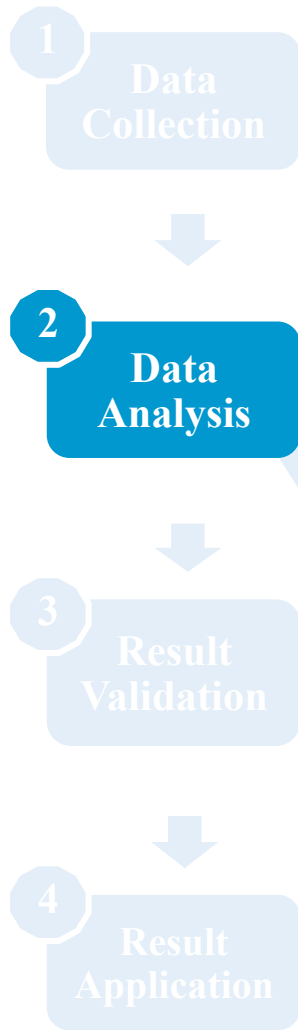 1
Data
Collection
2
Data
Analysis
3
Result
Validation
4
Result
Application